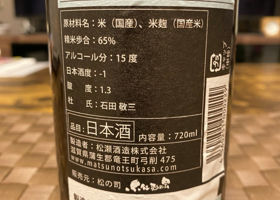 原材料名：米（国産）、米麹（国産米）
精米歩合：65%
アルコール分：15度
日本酒度：-1
酸　度：1.3
杜　氏：石田 敬三
品目 日本酒 内容量：720ml
製造者：松瀬酒造株式会社
滋賀県蒲生郡竜王町弓削 475
www.matsunotsukasa.com
販売元：松の司